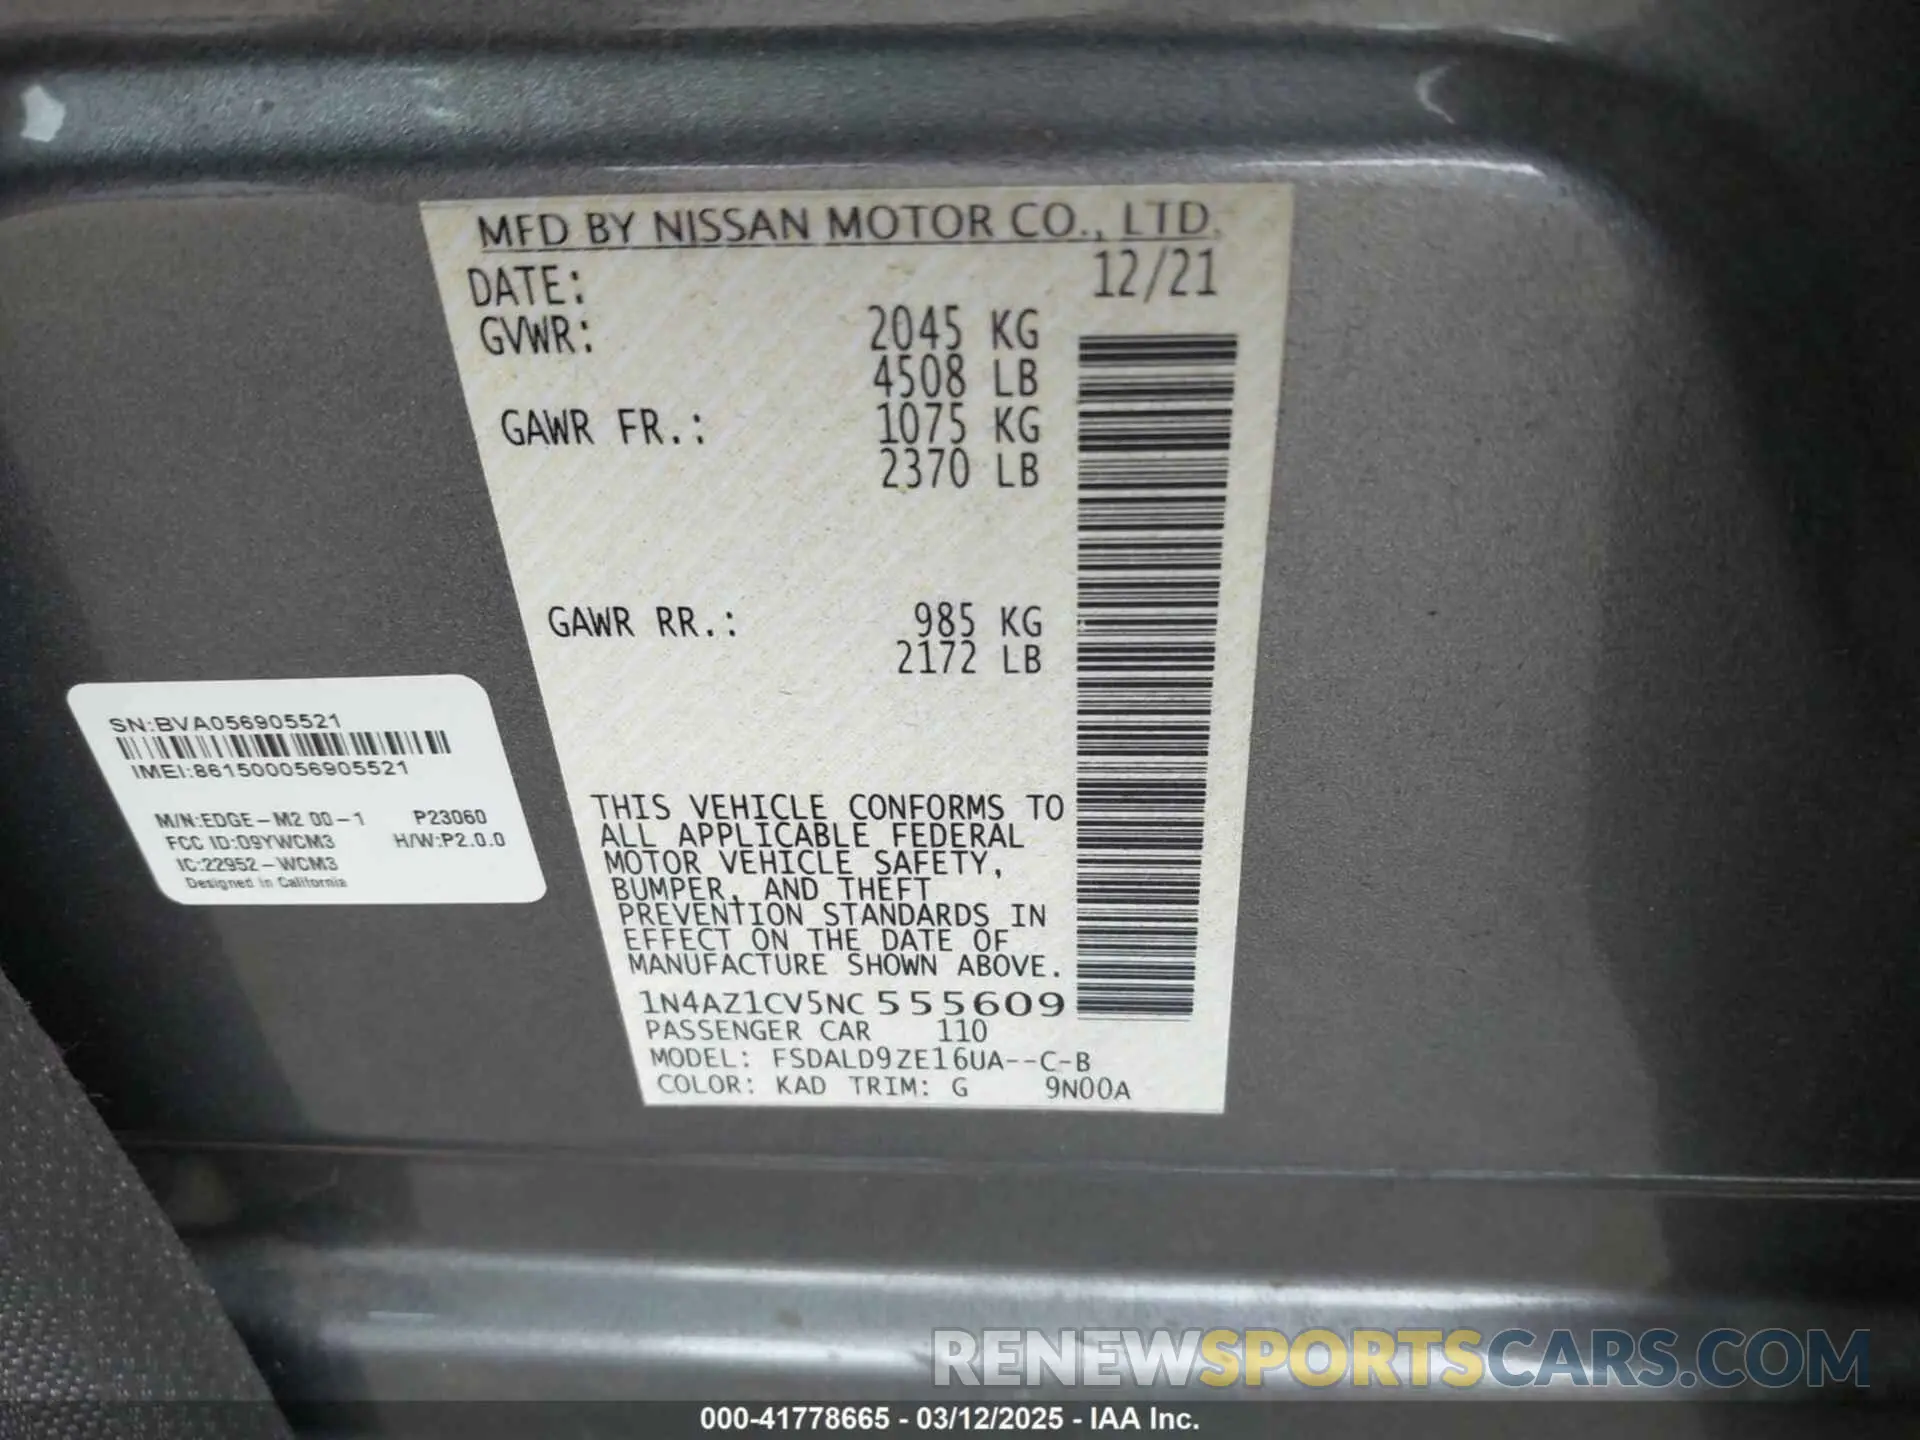 MFD BY NISSAN MOTOR CO., LTD.
DATE: 12/21
GVWR: 2045 KG
4508 LB
GAWR FR.: 1075 KG
2370 LB
GAWR RR.: 985 KG
2172 LB
THIS VEHICLE CONFORMS TO
ALL APPLICABLE FEDERAL
MOTOR VEHICLE SAFETY,
BUMPER, AND THEFT
PREVENTION STANDARDS IN
EFFECT ON THE DATE OF
MANUFACTURE SHOWN ABOVE.
1N4AZ1CV5NC555609
PASSENGER CAR 110
MODEL: FSDALD9ZE16UA--C-B
COLOR: KAD TRIM: G 9N00A
SN:BVA056905521
IMEI:861500056905521
M/N:EDGE-M2 00-1 P23060
FCC ID:O9YWCM3 H/W:P2.0.0
IC:22952-WCM3
Designed in California
RENEWSPORTSCARS.COM
000-41778665 - 03/12/2025 - IAA Inc.